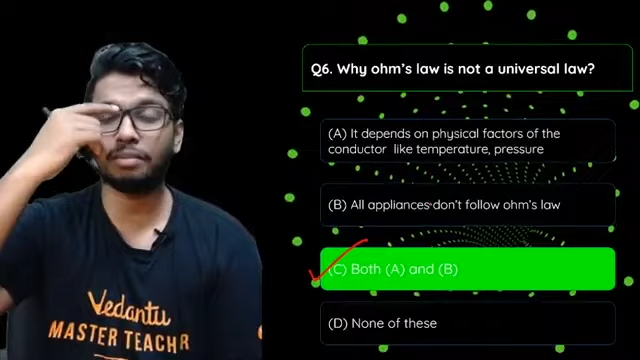 Q6. Why ohm's law is not a universal law?
(A) It depends on physical factors of the
conductor like temperature, pressure
(B) All appliances don't follow ohm's law
(C) Both (A) and (B)
(D) None of these
Vedantu
MASTER TEACHR